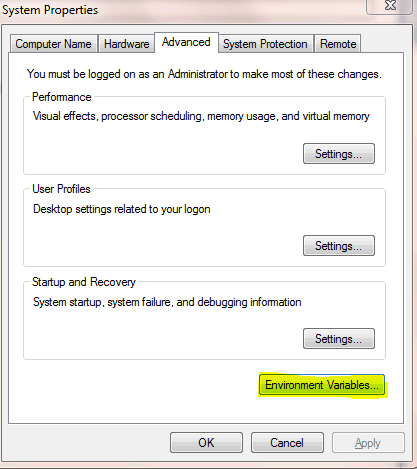 System Properties
Computer Name
Hardware
Advanced
System Protection
Remote
You must be logged on as an Administrator to make most of these changes.
Performance
Visual effects, processor scheduling, memory usage, and virtual memory
Settings...
User Profiles
Desktop settings related to your logon
Settings...
Startup and Recovery
System startup, system failure, and debugging information
Settings...
Environment Variables...
OK
Cancel
Apply